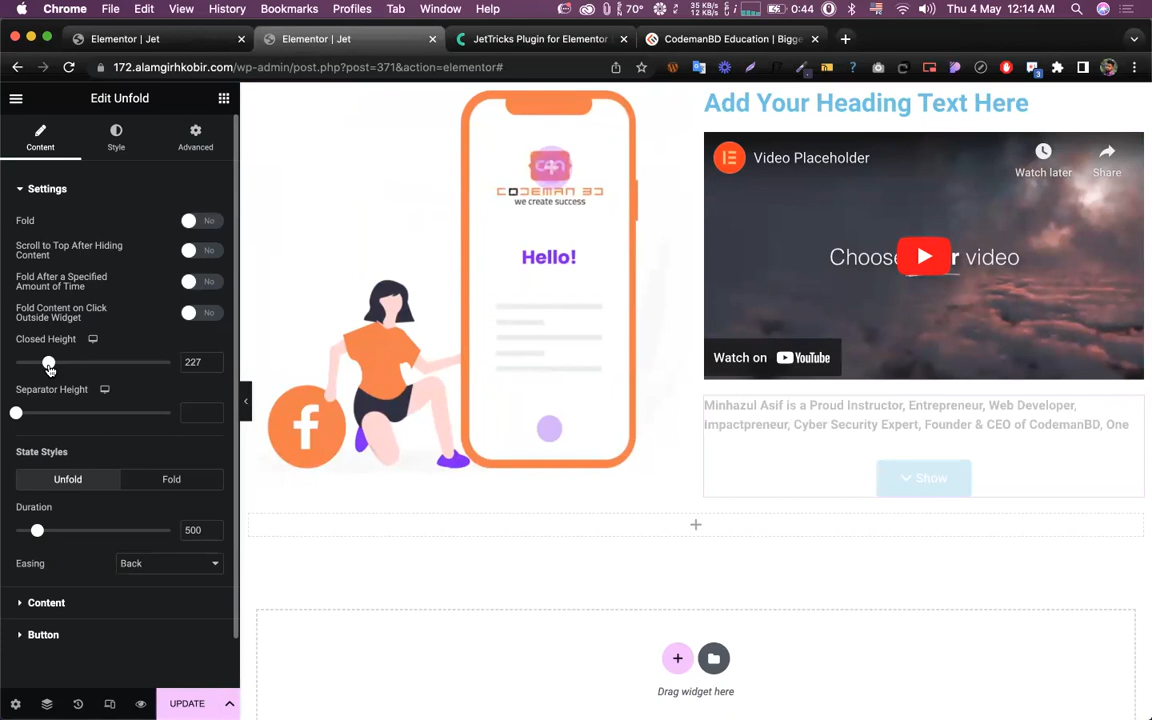 Chrome File Edit View History Bookmarks Profiles Tab Window Help 35 KB/s 12 KB/s 70° 0:44 Thu 4 May 12:14 AM
Elementor | Jet
Elementor | Jet
JetTricks Plugin for Elementor
CodemanBD Education | Bigge
172.alamgirhkobir.com/wp-admin/post.php?post=371&action=elementor#
3
Edit Unfold
Content
Style
Advanced
Settings
Fold No
Scroll to Top After Hiding
Content No
Fold After a Specified
Amount of Time No
Fold Content on Click
Outside Widget No
Closed Height
227
Separator Height
State Styles
Unfold Fold
Duration
500
Easing Back
Content
Button
UPDATE
CODEMAN BD
we create success
Hello!
Add Your Heading Text Here
Video Placeholder
Watch later
Share
video
Watch on YouTube
Minhazul Asif is a Proud Instructor, Entrepreneur, Web Developer,
Impactpreneur, Cyber Security Expert, Founder & CEO of CodemanBD, One
Show
Drag widget here